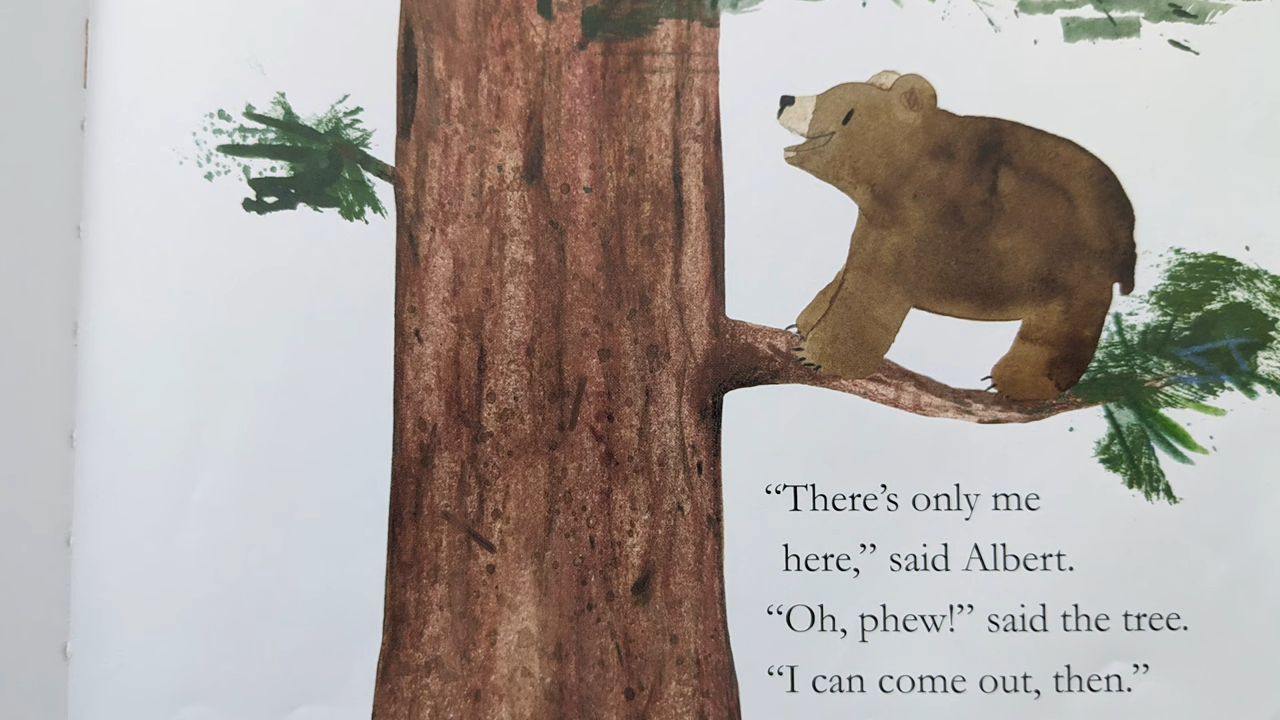 “There’s only me
here,” said Albert.
“Oh, phew!” said the tree.
“I can come out, then.”